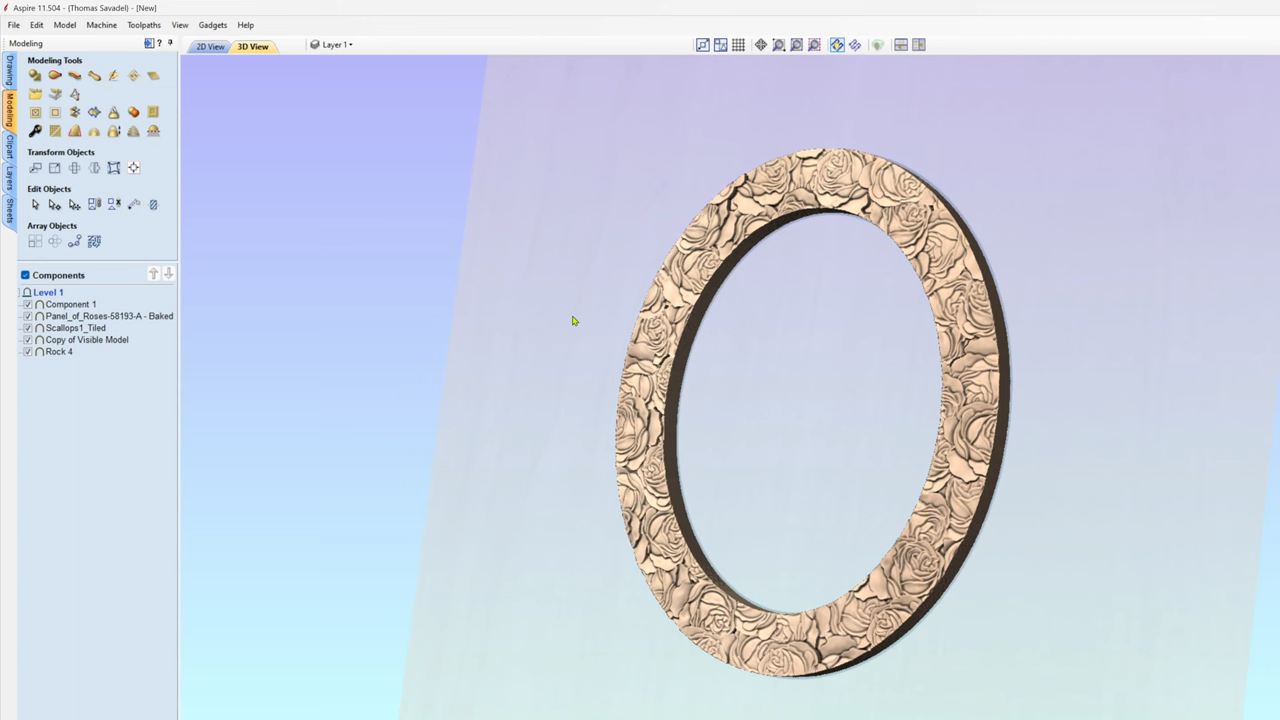 Aspire 11.504 - {Thomas Savadel} - [New]
File Edit Model Machine Toolpaths View Gadgets Help
Modeling ?
2D View 3D View Layer 1
Modeling Tools
Transform Objects
Edit Objects
Array Objects
Components
Level 1
Component 1
Panel_of_Roses-58193-A - Baked
Scallops1_Tiled
Copy of Visible Model
Rock 4
Drawing
Modeling
Clipart
Layers
Sheets